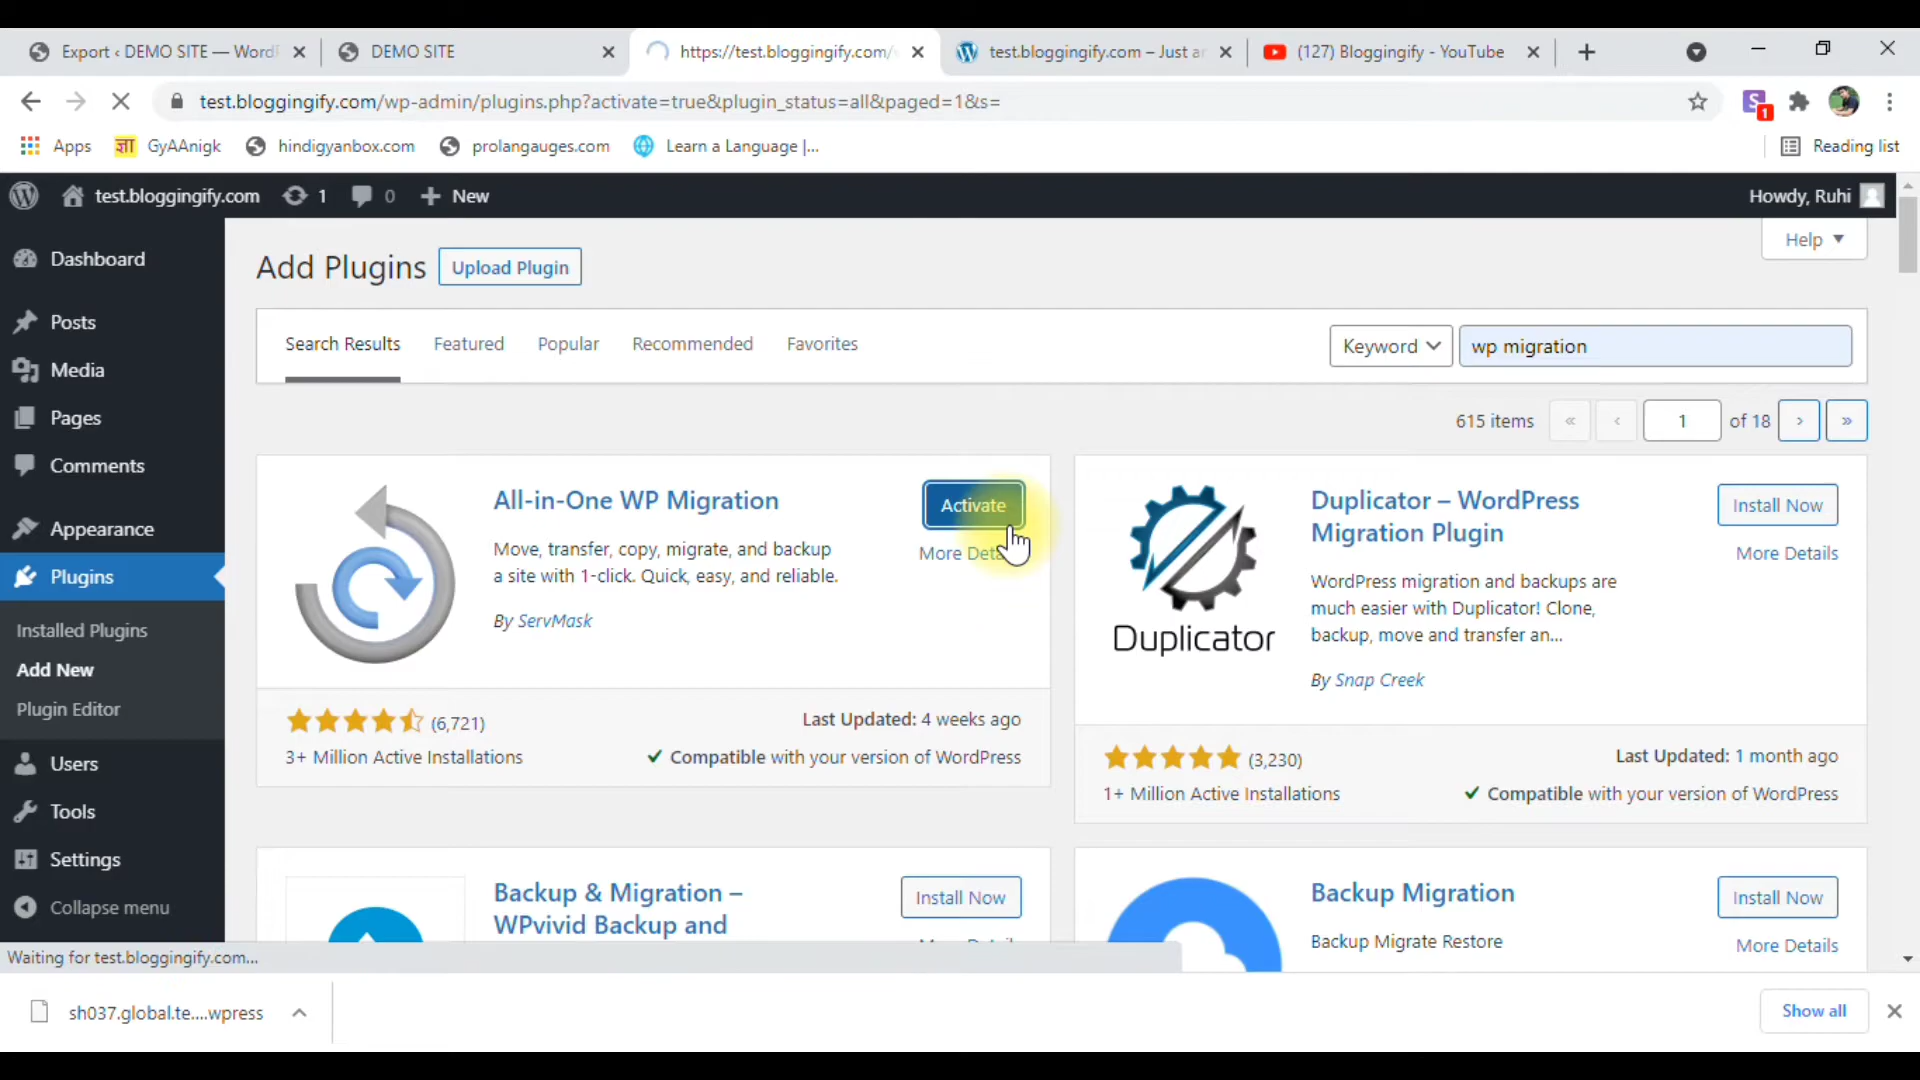 Export ‹ DEMO SITE — Word
DEMO SITE
https://test.bloggingify.com/
test.bloggingify.com – Just a
(127) Bloggingify - YouTube
test.bloggingify.com/wp-admin/plugins.php?activate=true&plugin_status=all&paged=1&s=
S
1
Apps
ज्ञा
GyAAnigk
hindigyanbox.com
prolangauges.com
Learn a Language |...
Reading list
test.bloggingify.com
1
0
New
Howdy, Ruhi
Help
Dashboard
Posts
Media
Pages
Comments
Appearance
Plugins
Installed Plugins
Add New
Plugin Editor
Users
Tools
Settings
Collapse menu
Add Plugins
Upload Plugin
Search Results
Featured
Popular
Recommended
Favorites
Keyword
wp migration
615 items
«
‹
1
of 18
›
»
All-in-One WP Migration
Activate
More Deta
Move, transfer, copy, migrate, and backup
a site with 1-click. Quick, easy, and reliable.
By ServMask
(6,721)
3+ Million Active Installations
Last Updated: 4 weeks ago
Compatible with your version of WordPress
Duplicator
Duplicator – WordPress
Migration Plugin
Install Now
More Details
WordPress migration and backups are
much easier with Duplicator! Clone,
backup, move and transfer an...
By Snap Creek
(3,230)
1+ Million Active Installations
Last Updated: 1 month ago
Compatible with your version of WordPress
Backup & Migration –
WPvivid Backup and
Install Now
Backup Migration
Install Now
Backup Migrate Restore
More Details
Waiting for test.bloggingify.com...
sh037.global.te....wpress
Show all